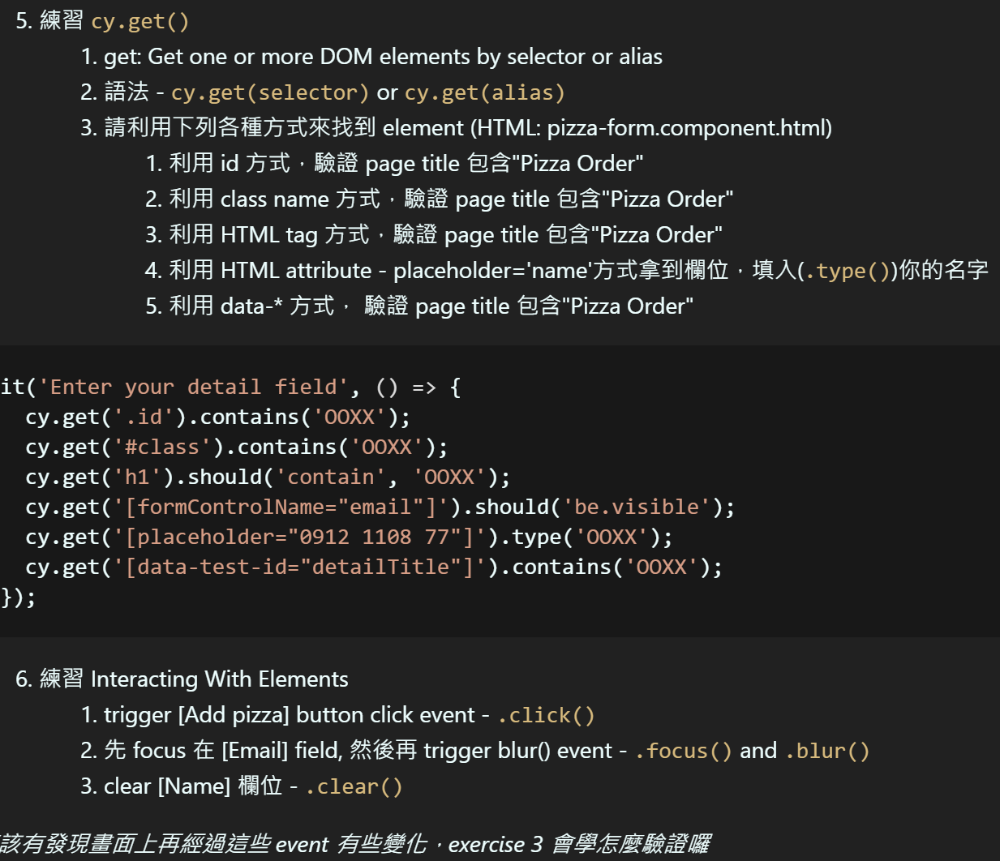 5. 練習 cy.get()
1. get: Get one or more DOM elements by selector or alias
2. 語法 - cy.get(selector) or cy.get(alias)
3. 請利用下列各種方式來找到 element (HTML: pizza-form.component.html)
1. 利用 id 方式，驗證 page title 包含"Pizza Order"
2. 利用 class name 方式，驗證 page title 包含"Pizza Order"
3. 利用 HTML tag 方式，驗證 page title 包含"Pizza Order"
4. 利用 HTML attribute - placeholder='name'方式拿到欄位，填入(.type())你的名字
5. 利用 data-* 方式， 驗證 page title 包含"Pizza Order"
it('Enter your detail field', () => {
  cy.get('.id').contains('OOXX');
  cy.get('#class').contains('OOXX');
  cy.get('h1').should('contain', 'OOXX');
  cy.get('[formControlName="email"]').should('be.visible');
  cy.get('[placeholder="0912 1108 77"]').type('OOXX');
  cy.get('[data-test-id="detailTitle"]').contains('OOXX');
});
6. 練習 Interacting With Elements
1. trigger [Add pizza] button click event - .click()
2. 先 focus 在 [Email] field, 然後再 trigger blur() event - .focus() and .blur()
3. clear [Name] 欄位 - .clear()
該有發現畫面上再經過這些 event 有些變化，exercise 3 會學怎麼驗證囉